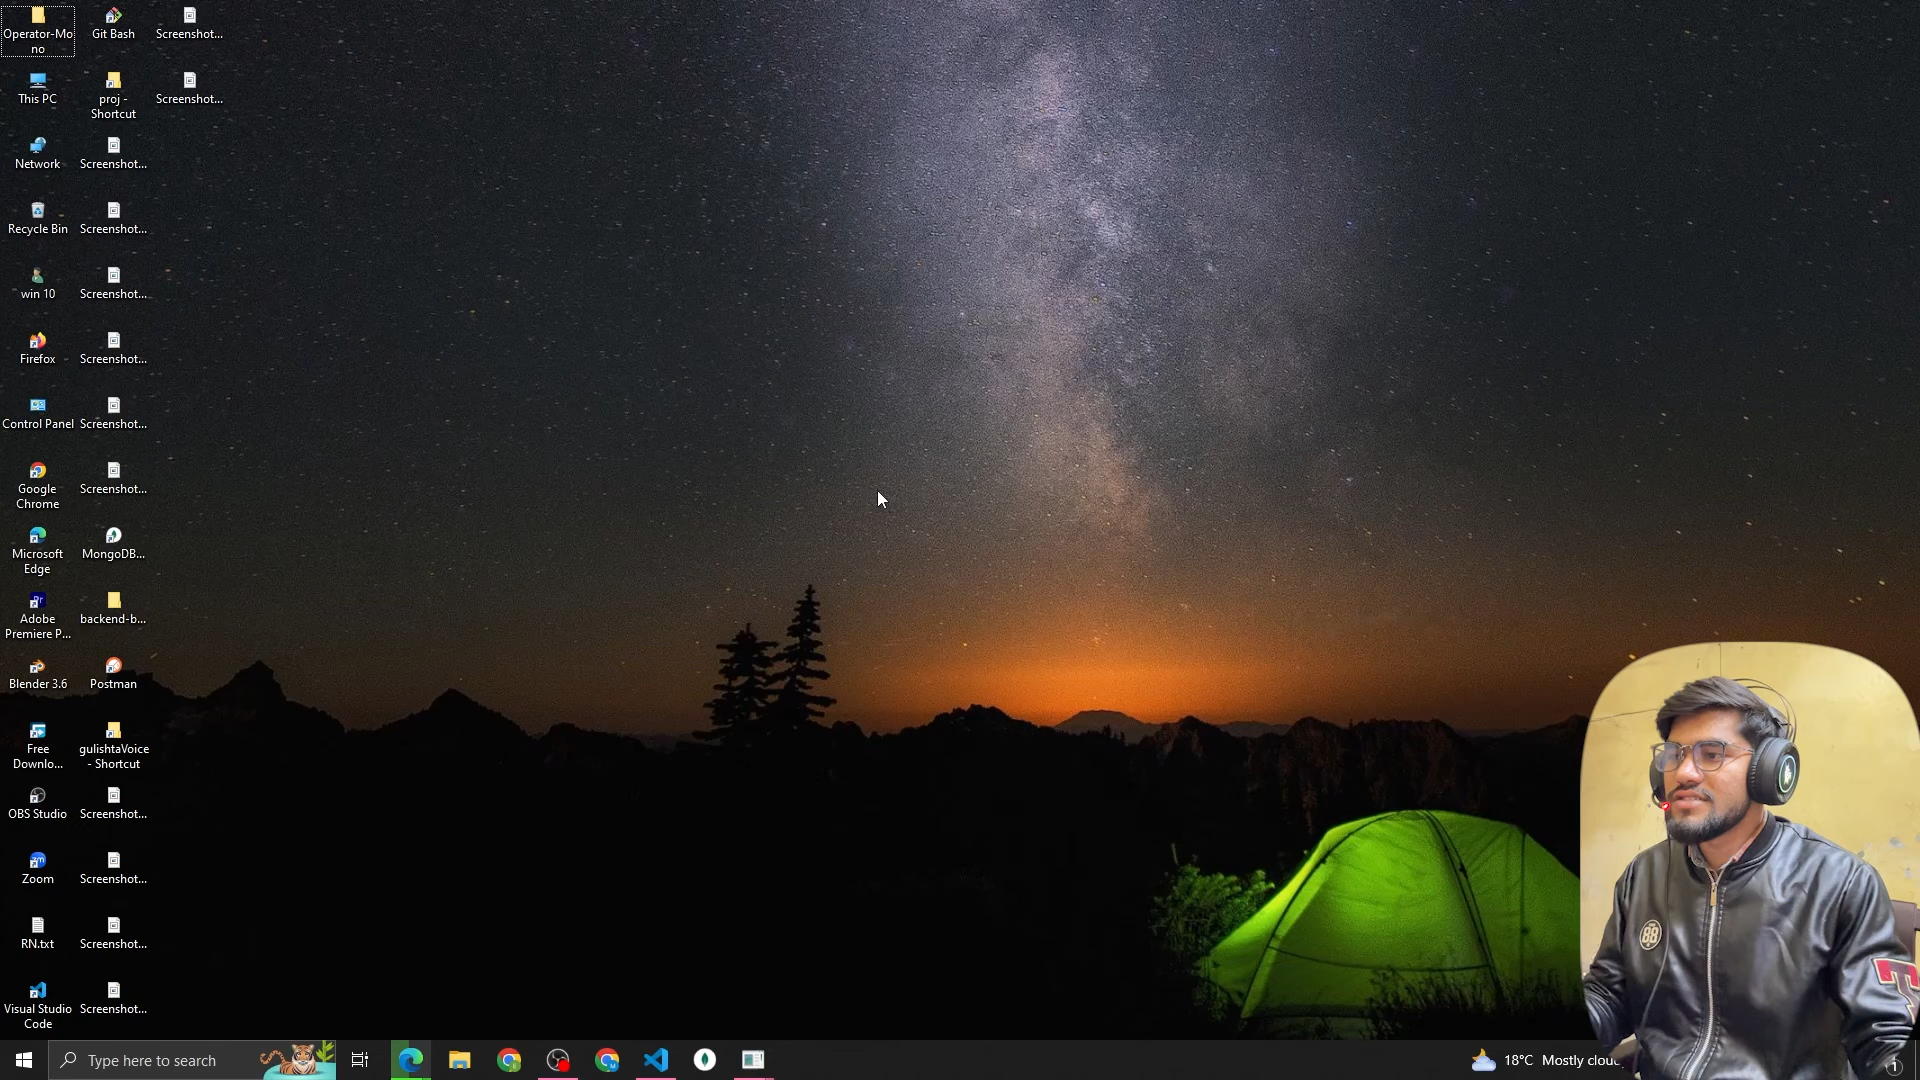 Operator-Mo
no
Git Bash
Screenshot...
This PC
proj -
Shortcut
Screenshot...
Network
Screenshot...
Recycle Bin
Screenshot...
win 10
Screenshot...
Firefox
Screenshot...
Control Panel
Screenshot...
Google
Chrome
Screenshot...
Microsoft
Edge
MongoDB...
Adobe
Premiere P...
backend-b...
Blender 3.6
Postman
Free
Downlo...
gulishtaVoice
- Shortcut
OBS Studio
Screenshot...
Zoom
Screenshot...
RN.txt
Screenshot...
Visual Studio
Code
Screenshot...
88
Type here to search
18°C Mostly cloudy
1